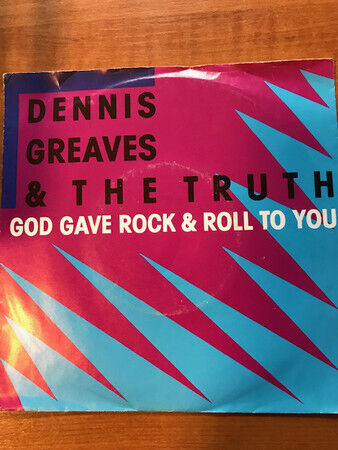 DENNIS
GREAVES
& THE TRUTH
GOD GAVE ROCK & ROLL TO YOU